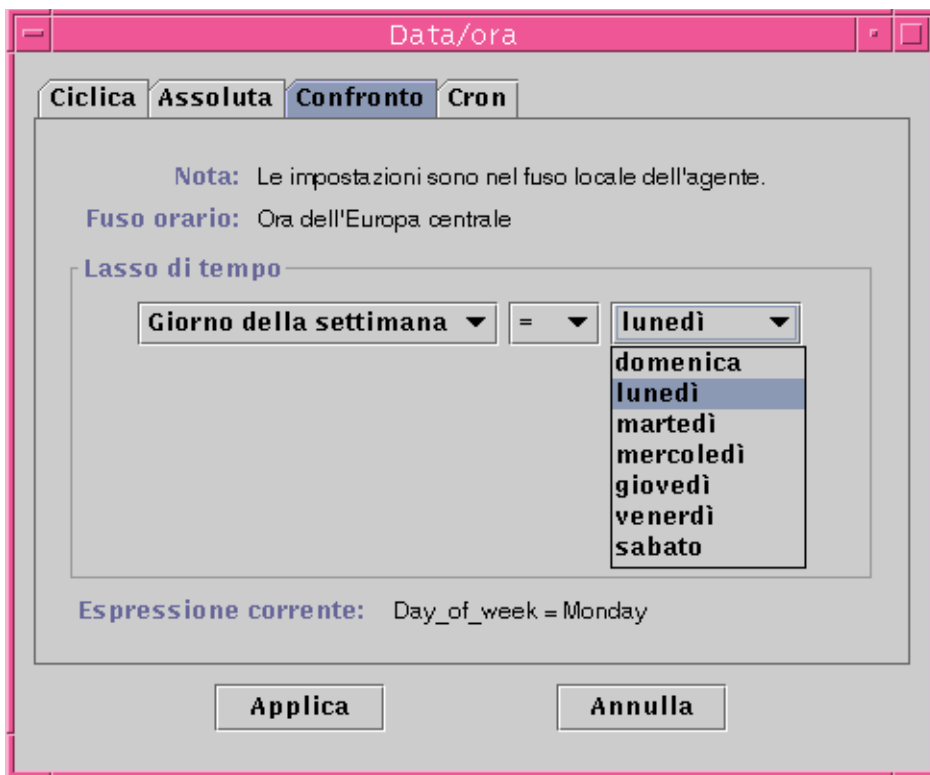 Data/ora
Ciclica Assoluta Confronto Cron
Nota: Le impostazioni sono nel fuso locale dell'agente.
Fuso orario: Ora dell'Europa centrale
Lasso di tempo
Giorno della settimana = lunedì
domenica
lunedì
martedì
mercoledì
giovedì
venerdì
sabato
Espressione corrente: Day_of_week = Monday
Applica Annulla